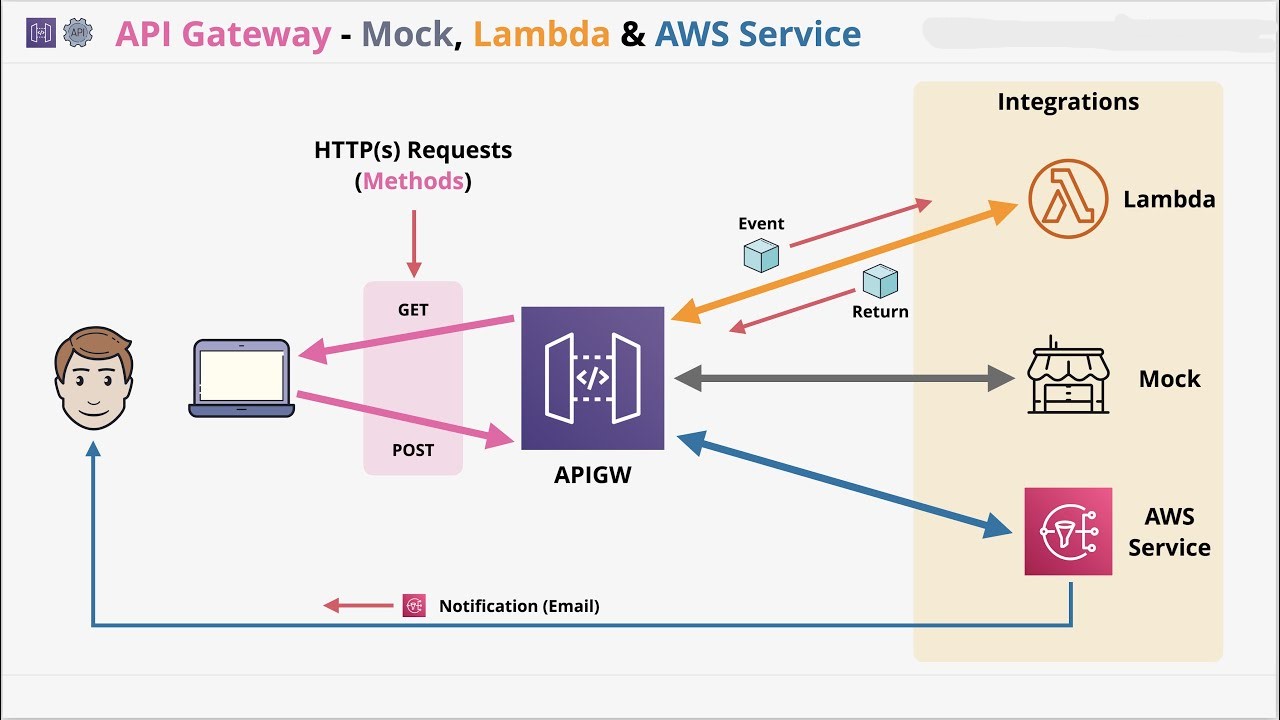 API
API Gateway - Mock, Lambda & AWS Service
Integrations
HTTP(s) Requests
(Methods)
GET
POST
</>
APIGW
Event
Return
Lambda
Mock
AWS
Service
Notification (Email)